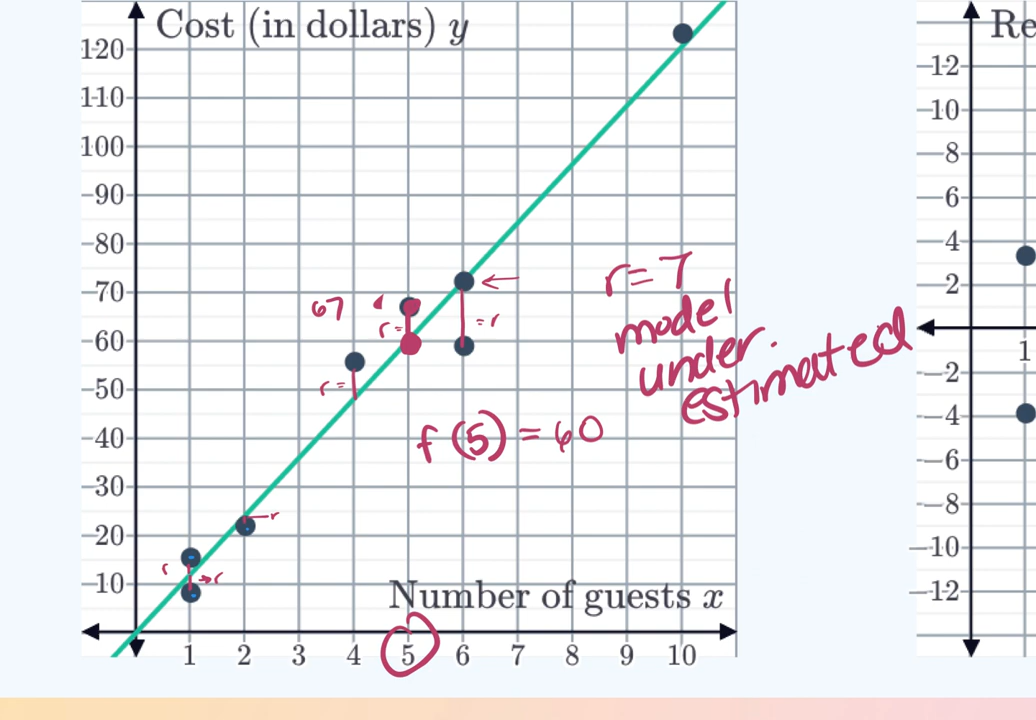 Cost (in dollars) y
120
110
100
90
80
70
60
50
40
30
20
10
1 2 3 4 5 6 7 8 9 10
Number of guests x
67
r=
r=
=r
r
r
r
f(5) = 60
r=7
model
under.
estimated
Re
12
10
8
6
4
2
1
-2
-4
-6
-8
-10
-12